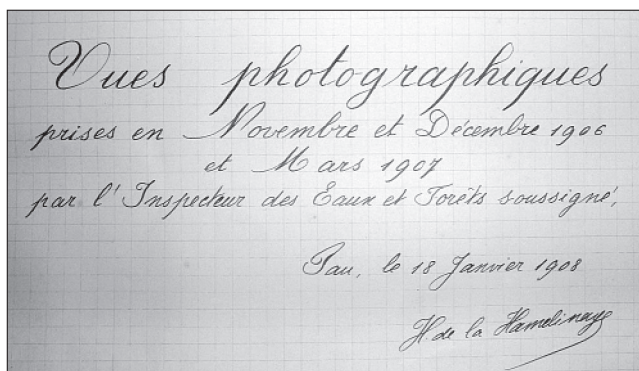 Vues photographiques
prises en Novembre et Décembre 1906
et Mars 1907
par l'Inspecteur des Eaux et Forêts soussigné,
Pau, le 18 Janvier 1908
H. de la Hamelinaye